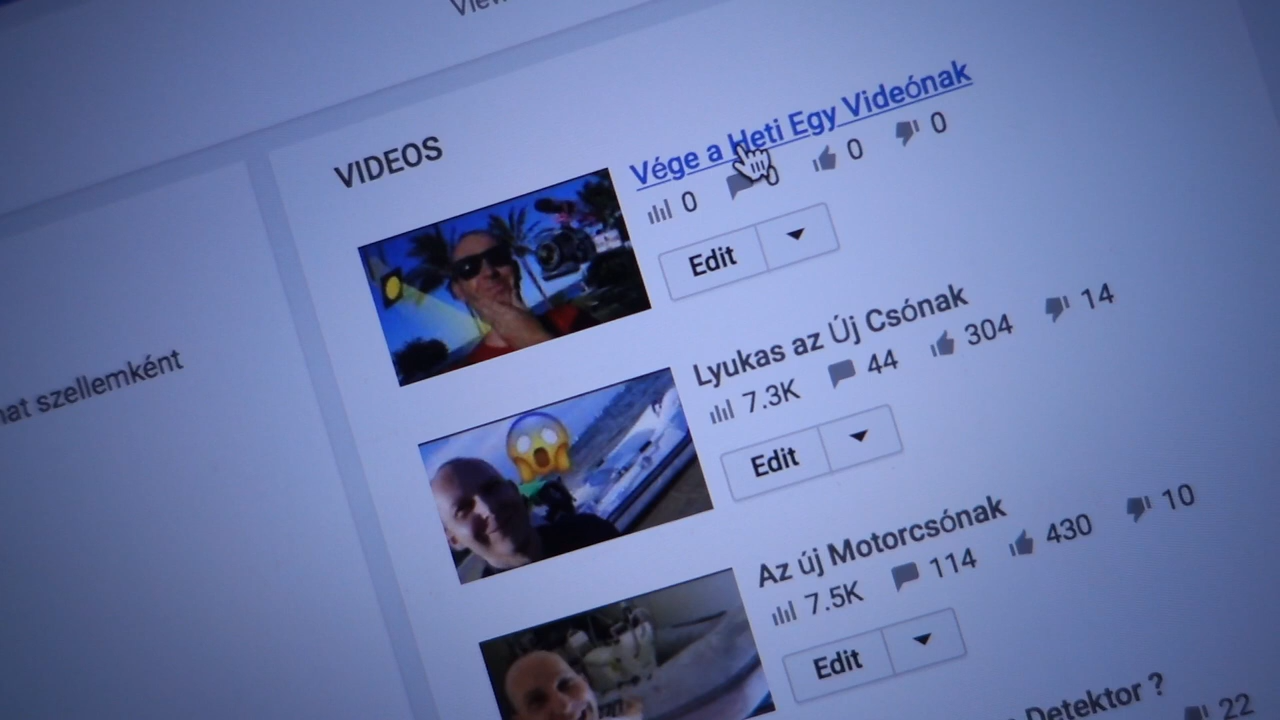 VIDEOS
Vége a Heti Egy Videónak
0 0 0 0
Edit
Lyukas az Új Csónak
7.3K 44 304 14
Edit
Az új Motorcsónak
7.5K 114 430 10
Edit
Detektor ?
22
szellemként